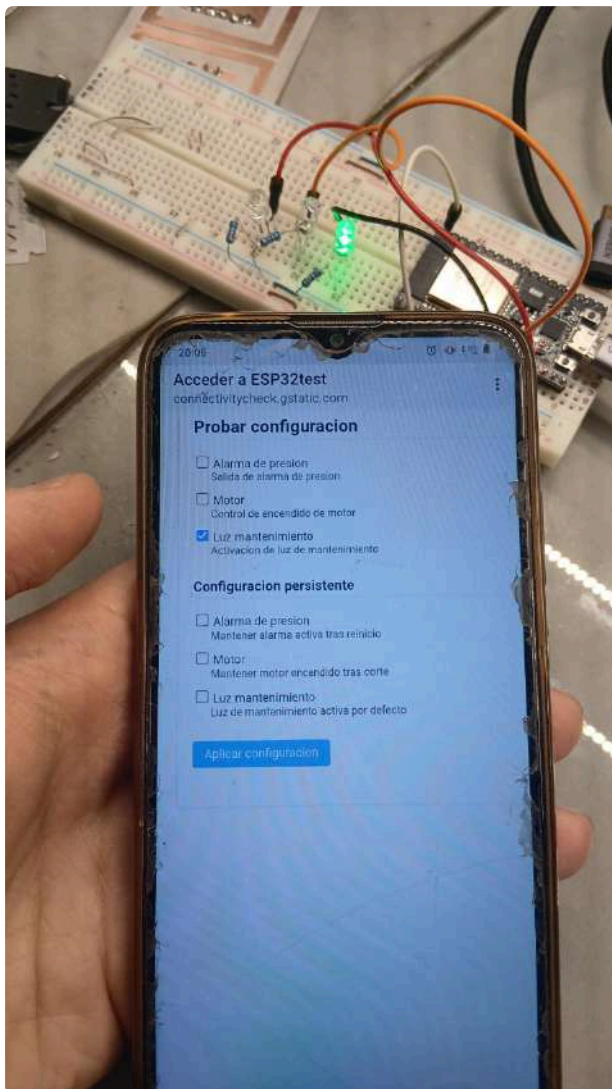 20:06
Acceder a ESP32test
connectivitycheck.gstatic.com
Probar configuracion
Alarma de presion
Salida de alarma de presion
Motor
Control de encendido de motor
Luz mantenimiento
Activacion de luz de mantenimiento
Configuracion persistente
Alarma de presion
Mantener alarma activa tras reinicio
Motor
Mantener motor encendido tras corte
Luz mantenimiento
Luz de mantenimiento activa por defecto
Aplicar configuracion